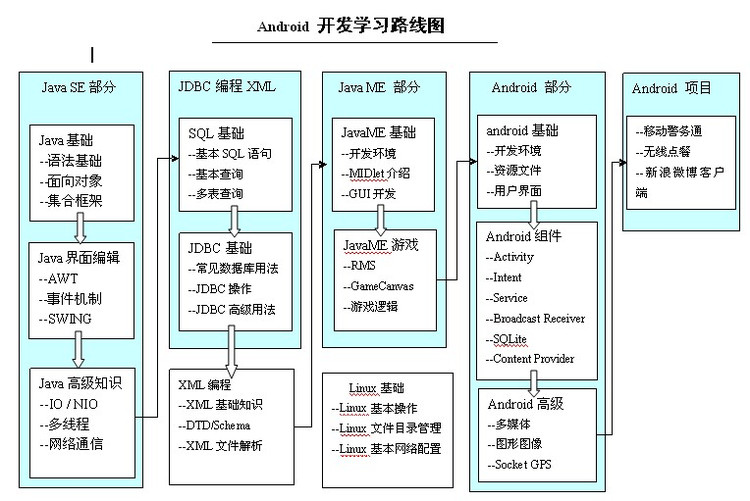 Android 开发学习路线图
Java SE 部分
Java 基础
--语法基础
--面向对象
--集合框架
Java 界面编辑
--AWT
--事件机制
--SWING
Java 高级知识
--IO / NIO
--多线程
--网络通信
JDBC 编程 XML
SQL 基础
--基本 SQL 语句
--基本查询
--多表查询
JDBC 基础
--常见数据库用法
--JDBC 操作
--JDBC 高级用法
XML 编程
--XML 基础知识
--DTD/Schema
--XML 文件解析
Java ME 部分
JavaME 基础
--开发环境
--MIDlet 介绍
--GUI 开发
JavaME 游戏
--RMS
--GameCanvas
--游戏逻辑
Linux 基础
--Linux 基本操作
--Linux 文件目录管理
--Linux 基本网络配置
Android 部分
android 基础
--开发环境
--资源文件
--用户界面
Android 组件
--Activity
--Intent
--Service
--Broadcast Receiver
--SQLite
--Content Provider
Android 高级
--多媒体
--图形图像
--Socket GPS
Android 项目
--移动警务通
--无线点餐
--新浪微博客户
端